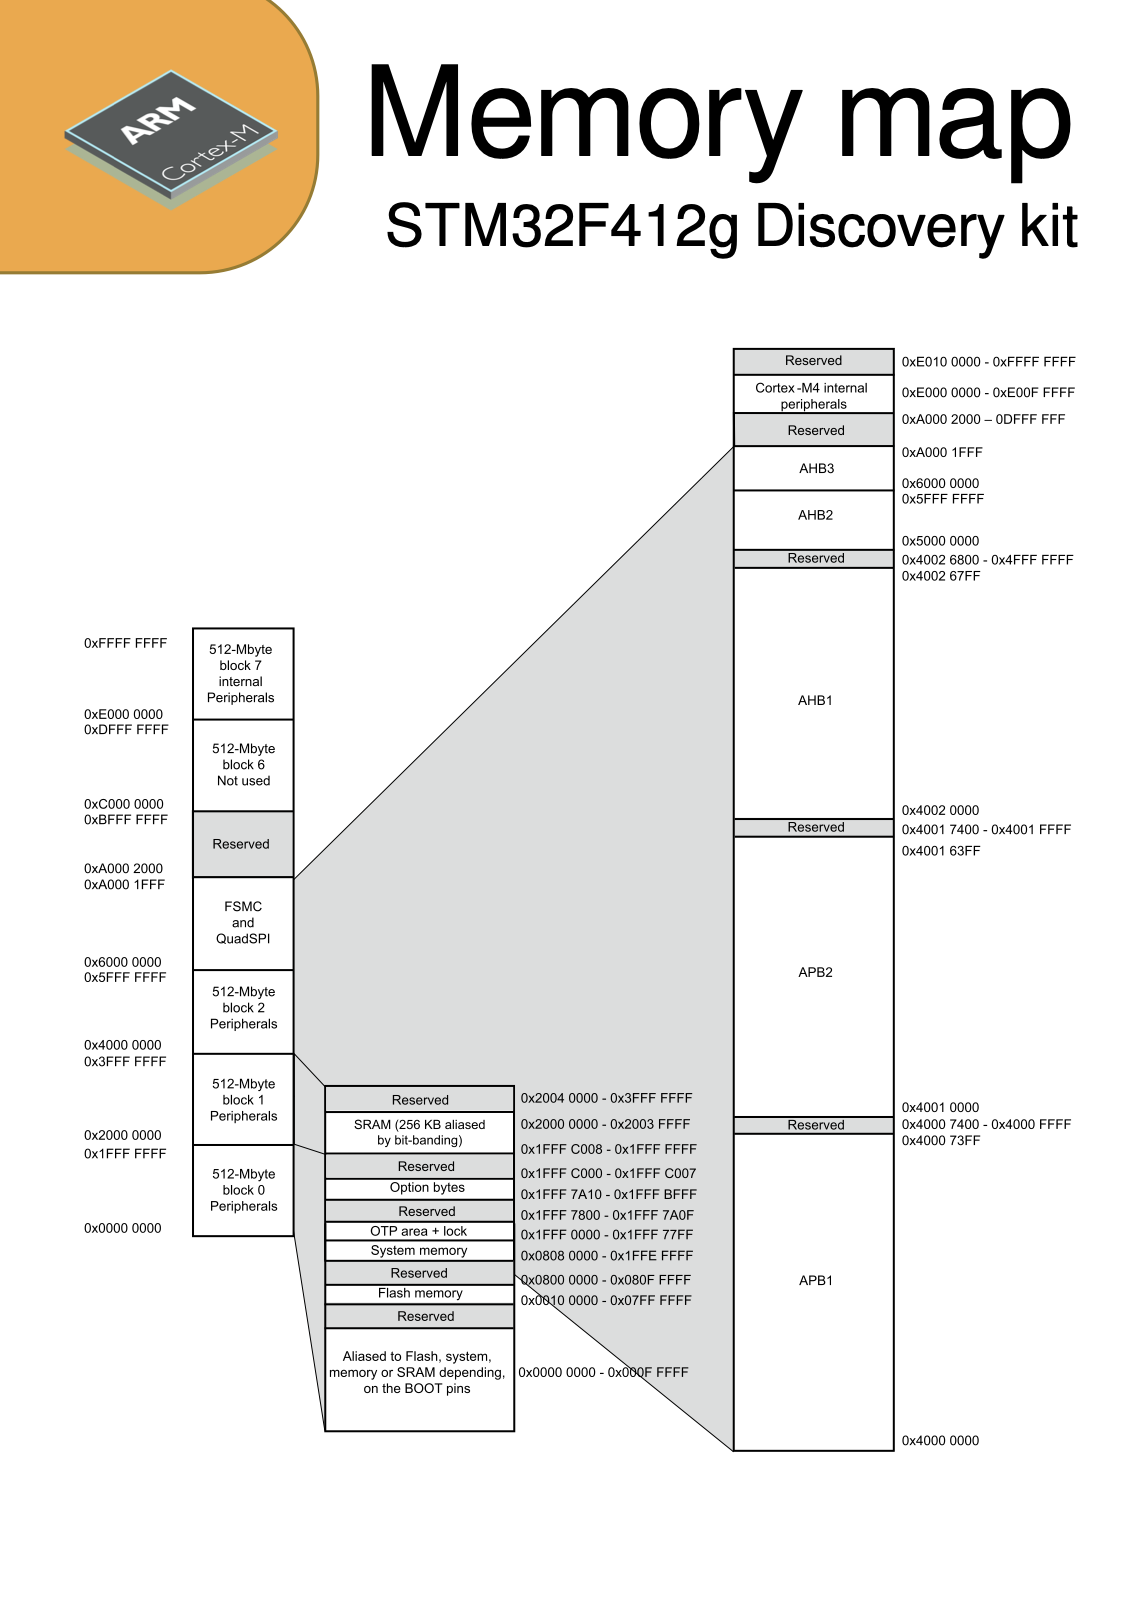 ARM
Cortex-M
Memory map
STM32F412g Discovery kit
0xFFFF FFFF
512-Mbyte
block 7
internal
Peripherals
0xE000 0000
0xDFFF FFFF
512-Mbyte
block 6
Not used
0xC000 0000
0xBFFF FFFF
Reserved
0xA000 2000
0xA000 1FFF
FSMC
and
QuadSPI
0x6000 0000
0x5FFF FFFF
512-Mbyte
block 2
Peripherals
0x4000 0000
0x3FFF FFFF
512-Mbyte
block 1
Peripherals
0x2000 0000
0x1FFF FFFF
512-Mbyte
block 0
Peripherals
0x0000 0000
Reserved
0x2004 0000 - 0x3FFF FFFF
SRAM (256 KB aliased
by bit-banding)
0x2000 0000 - 0x2003 FFFF
0x1FFF C008 - 0x1FFF FFFF
Reserved
0x1FFF C000 - 0x1FFF C007
Option bytes
0x1FFF 7A10 - 0x1FFF BFFF
Reserved
0x1FFF 7800 - 0x1FFF 7A0F
OTP area + lock
0x1FFF 0000 - 0x1FFF 77FF
System memory
0x0808 0000 - 0x1FFE FFFF
Reserved
0x0800 0000 - 0x080F FFFF
Flash memory
0x0010 0000 - 0x07FF FFFF
Reserved
Aliased to Flash, system,
memory or SRAM depending,
on the BOOT pins
0x0000 0000 - 0x000F FFFF
Reserved
0xE010 0000 - 0xFFFF FFFF
Cortex-M4 internal
peripherals
0xE000 0000 - 0xE00F FFFF
0xA000 2000 – 0DFFF FFF
Reserved
0xA000 1FFF
AHB3
0x6000 0000
0x5FFF FFFF
AHB2
0x5000 0000
Reserved
0x4002 6800 - 0x4FFF FFFF
0x4002 67FF
AHB1
0x4002 0000
Reserved
0x4001 7400 - 0x4001 FFFF
0x4001 63FF
APB2
0x4001 0000
Reserved
0x4000 7400 - 0x4000 FFFF
0x4000 73FF
APB1
0x4000 0000